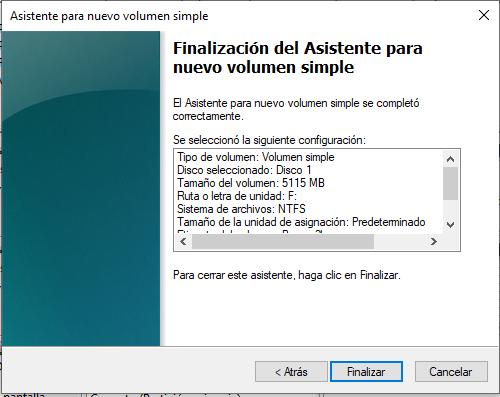 Asistente para nuevo volumen simple
Finalización del Asistente para
nuevo volumen simple
El Asistente para nuevo volumen simple se completó
correctamente.
Se seleccionó la siguiente configuración:
Tipo de volumen: Volumen simple
Disco seleccionado: Disco 1
Tamaño del volumen: 5115 MB
Ruta o letra de unidad: F:
Sistema de archivos: NTFS
Tamaño de la unidad de asignación: Predeterminado
Para cerrar este asistente, haga clic en Finalizar.
< Atrás
Finalizar
Cancelar
pantalla